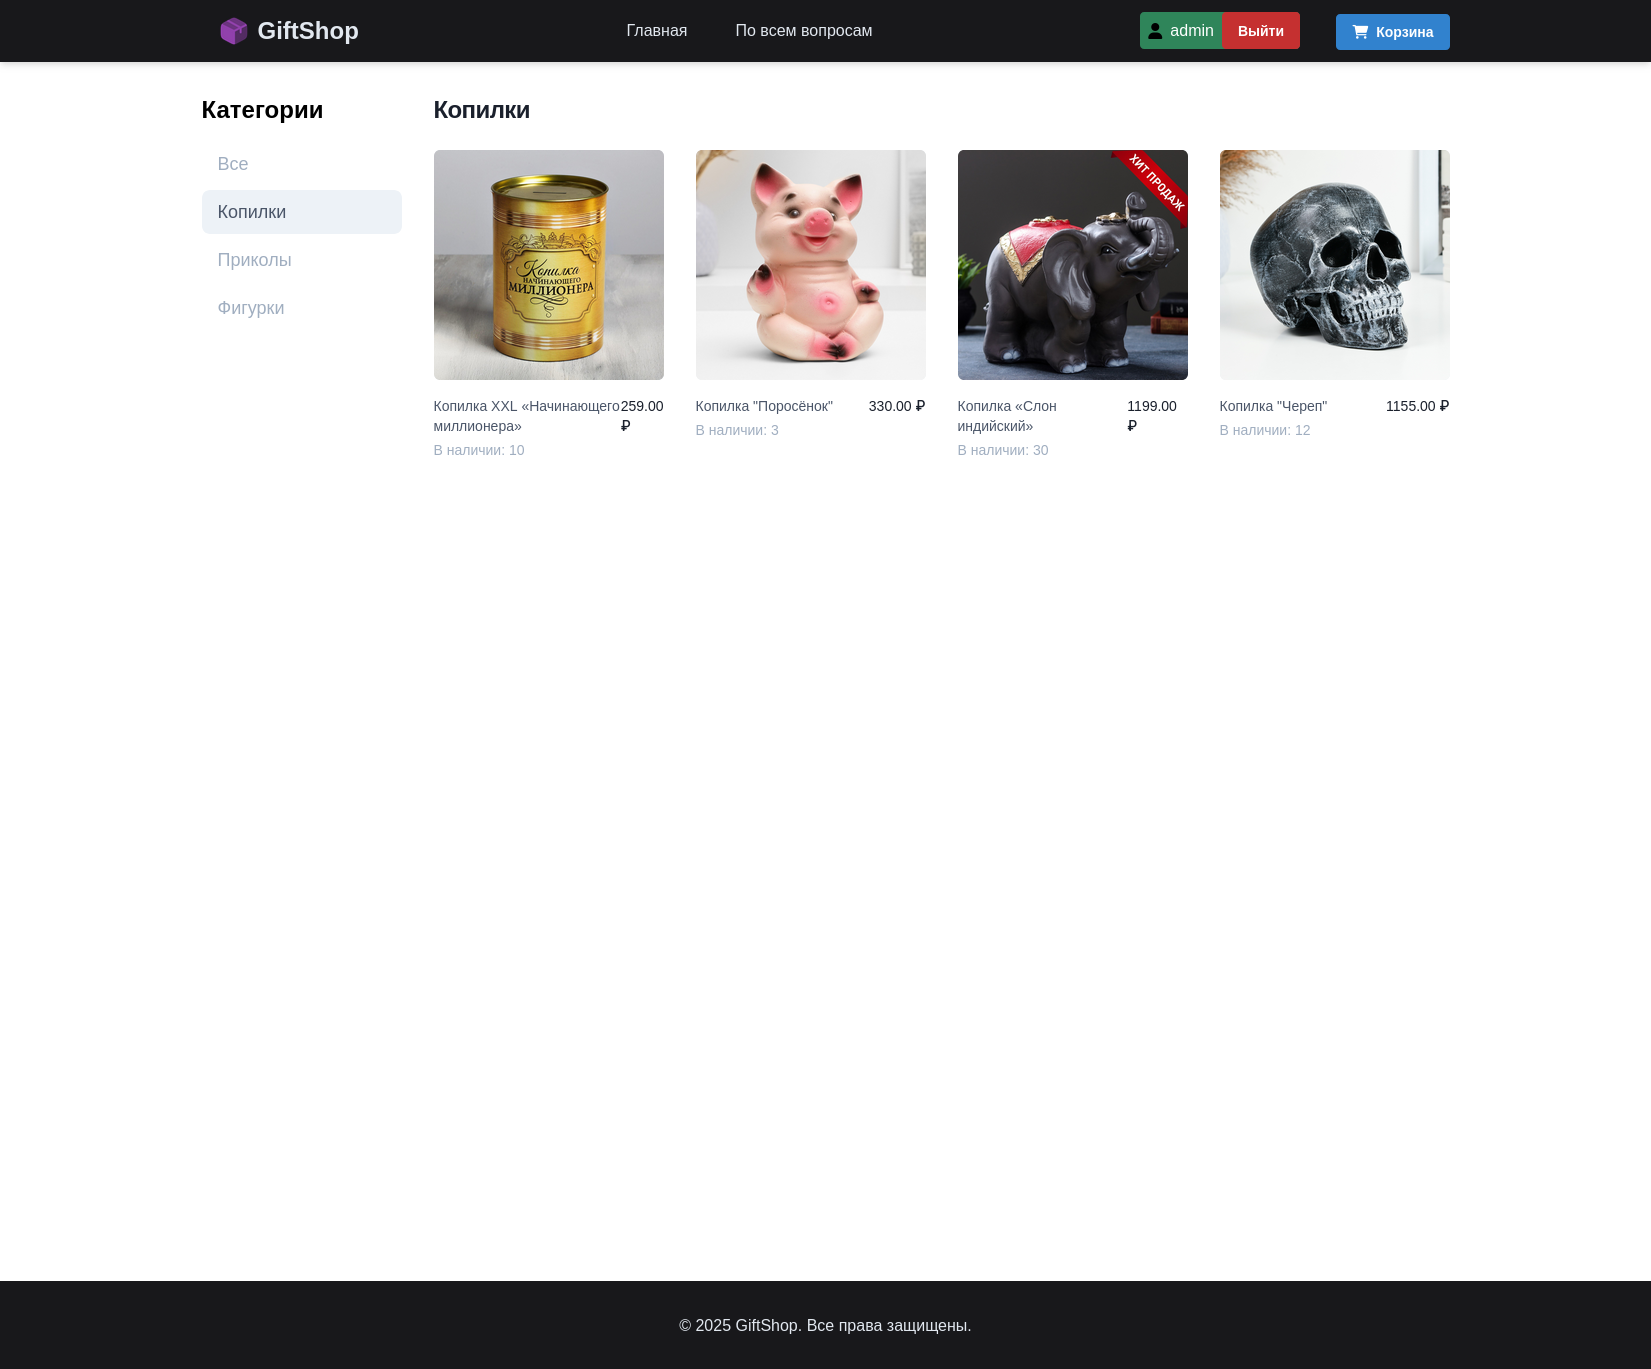 GiftShop
Главная
По всем вопросам
admin
Выйти
Корзина
Категории
Все
Копилки
Приколы
Фигурки
Копилки
Копилка
НАЧИНАЮЩЕГО
МИЛЛИОНЕРА
Копилка XXL «Начинающего
миллионера»
259.00
₽
В наличии: 10
Копилка "Поросёнок"
330.00 ₽
В наличии: 3
ХИТ ПРОДАЖ
Копилка «Слон
индийский»
1199.00
₽
В наличии: 30
Копилка "Череп"
1155.00 ₽
В наличии: 12
© 2025 GiftShop. Все права защищены.